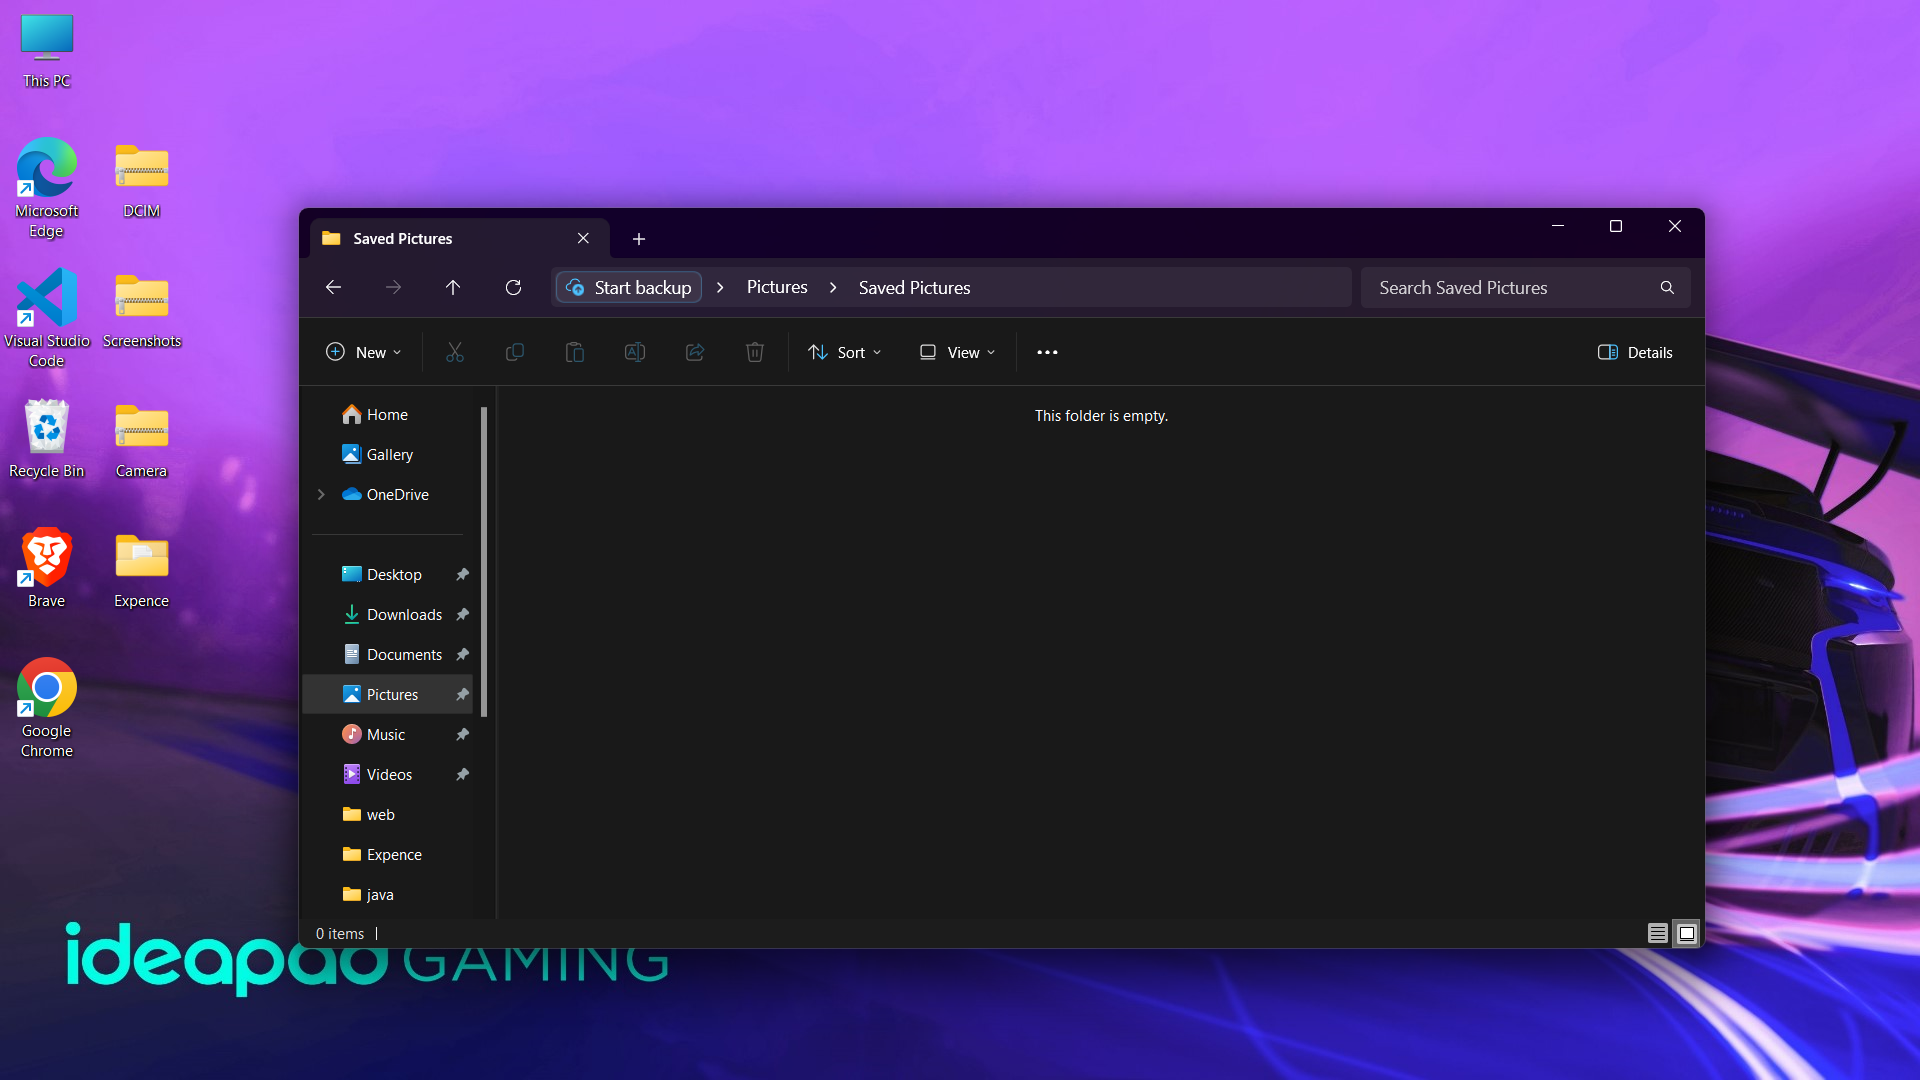 This PC
Microsoft
Edge
DCIM
Visual Studio
Code
Screenshots
Recycle Bin
Camera
Brave
Expence
Google
Chrome
Saved Pictures
Start backup
Pictures
Saved Pictures
Search Saved Pictures
New
Sort
View
Details
Home
Gallery
OneDrive
Desktop
Downloads
Documents
Pictures
Music
Videos
web
Expence
java
This folder is empty.
0 items
ideapad GAMING